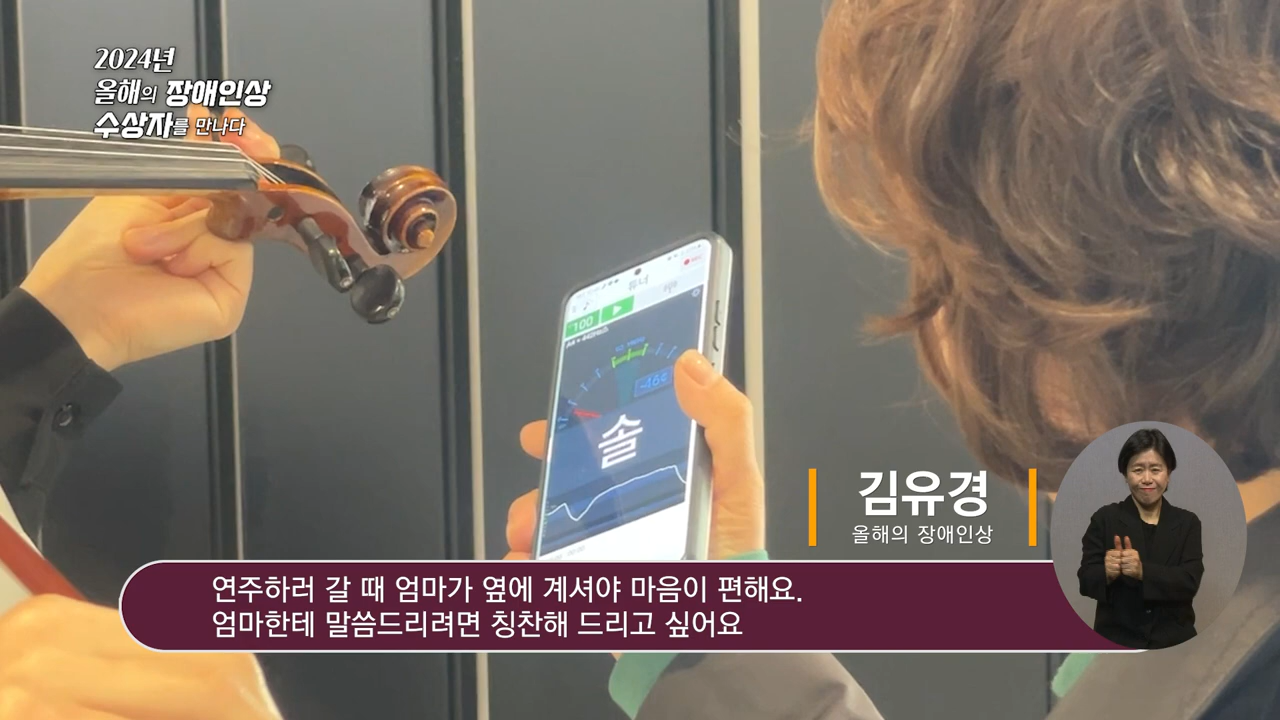 2024년
올해의 장애인상
수상자를 만나다
튜너
100
-16¢
솔
김유경
올해의 장애인상
연주하러 갈 때 엄마가 옆에 계셔야 마음이 편해요.
엄마한테 말씀드리려면 칭찬해 드리고 싶어요